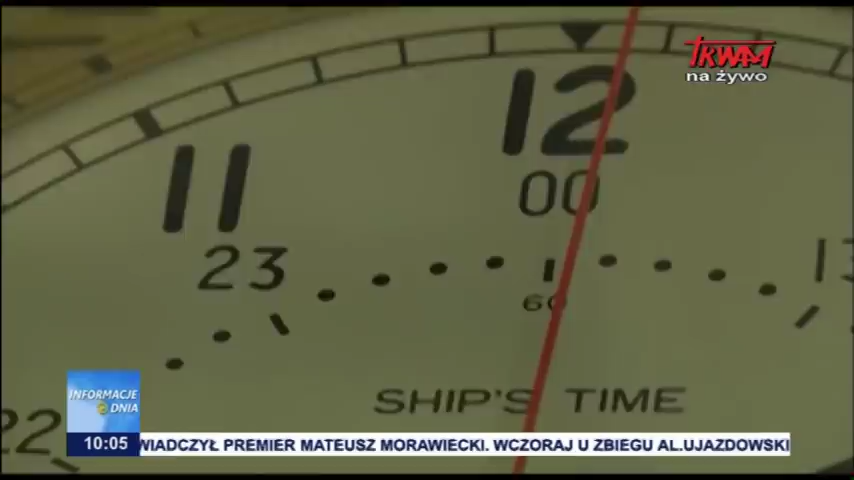 TRWAM
na żywo
12
11
00
23
13
60
SHIP'S TIME
22
INFORMACJE
DNIA
10:05
WIADCZYŁ PREMIER MATEUSZ MORAWIECKI. WCZORAJ U ZBIEGU AL.UJAZDOWSKI